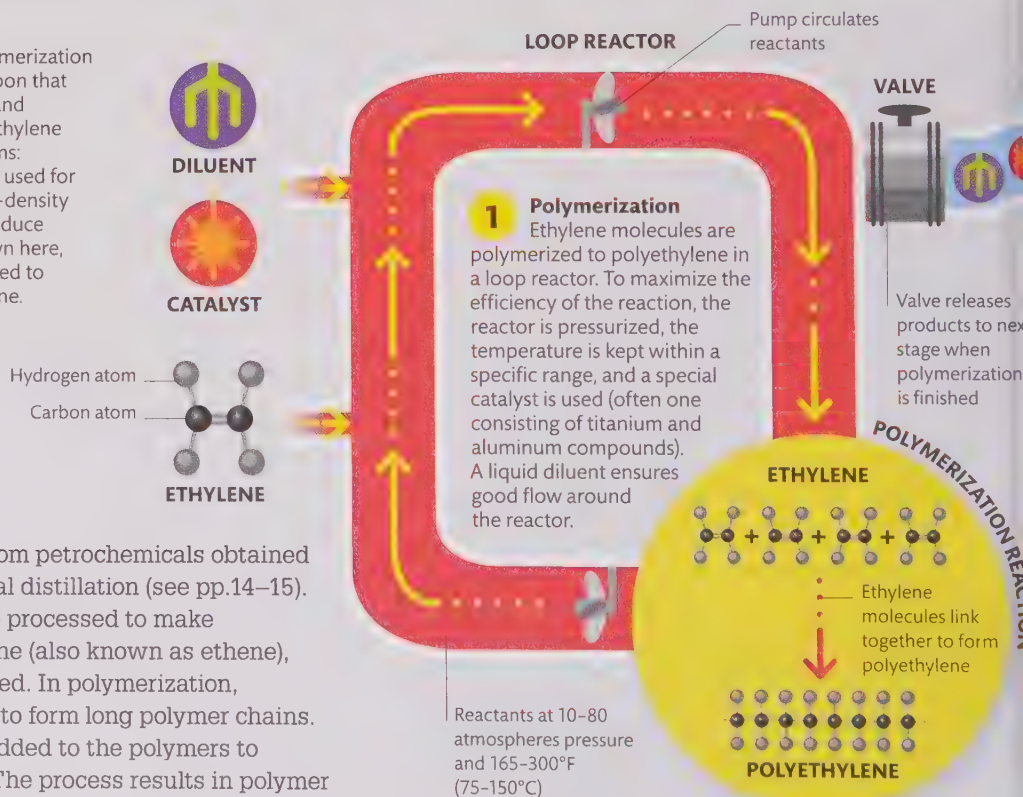 merization
bon that
and
thylene
ns:
used for
-density
duce
wn here,
ed to
ne.
DILUENT
CATALYST
Hydrogen atom
Carbon atom
ETHYLENE
LOOP REACTOR
Pump circulates
reactants
1 Polymerization
Ethylene molecules are
polymerized to polyethylene in
a loop reactor. To maximize the
efficiency of the reaction, the
reactor is pressurized, the
temperature is kept within a
specific range, and a special
catalyst is used (often one
consisting of titanium and
aluminum compounds).
A liquid diluent ensures
good flow around
the reactor.
VALVE
Valve releases
products to nex
stage when
polymerization
is finished
POLYMERIZATION REACTION
ETHYLENE
+ + +
Ethylene
molecules link
together to form
polyethylene
POLYETHYLENE
Reactants at 10–80
atmospheres pressure
and 165–300°F
(75–150°C)
om petrochemicals obtained
al distillation (see pp.14–15).
processed to make
ne (also known as ethene),
ed. In polymerization,
to form long polymer chains.
dded to the polymers to
The process results in polymer